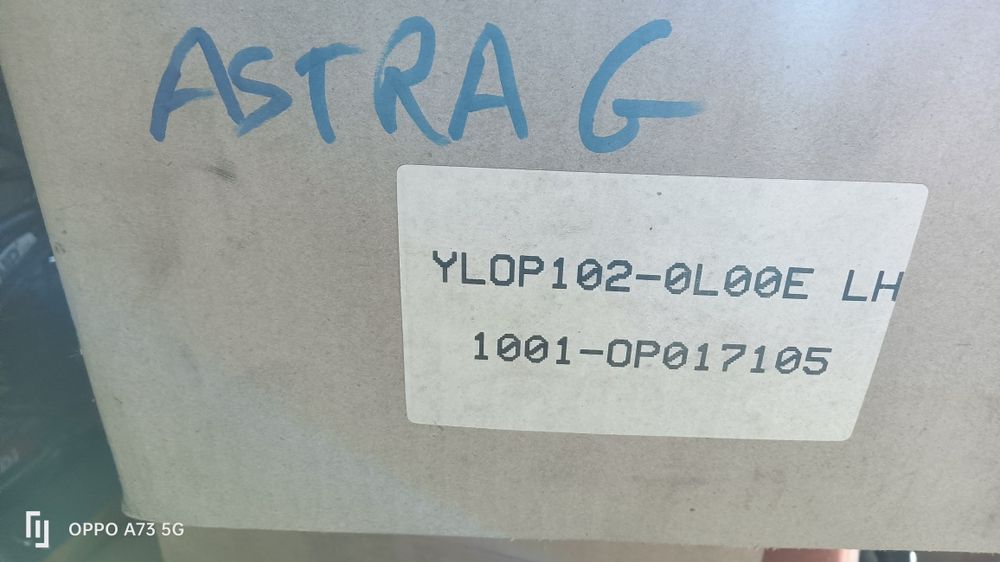 ASTRA G
YLOP102-0L00E LH
1001-OP017105
OPPO A73 5G